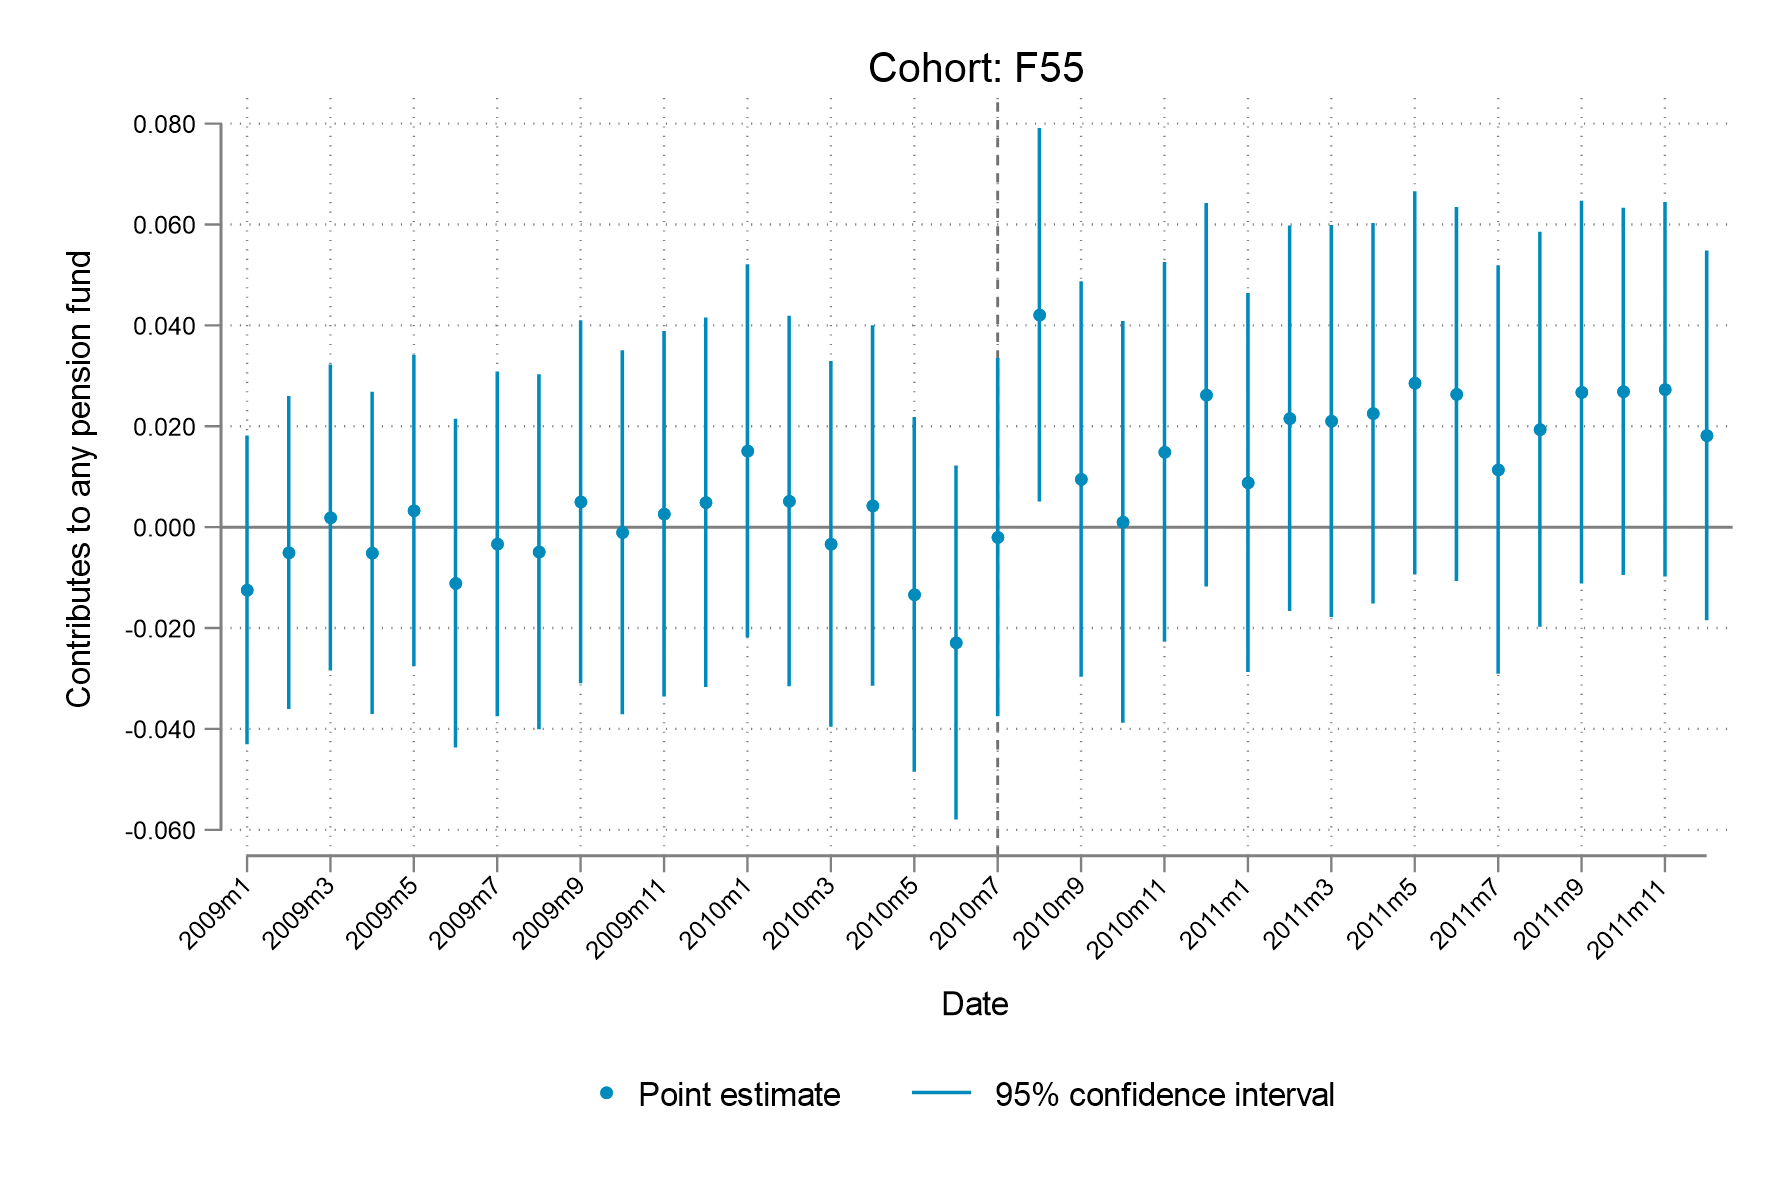 Cohort: F55
Contributes to any pension fund
0.080
0.060
0.040
0.020
0.000
-0.020
-0.040
-0.060
2009m1
2009m3
2009m5
2009m7
2009m9
2009m11
2010m1
2010m3
2010m5
2010m7
2010m9
2010m11
2011m1
2011m3
2011m5
2011m7
2011m9
2011m11
Date
Point estimate
95% confidence interval